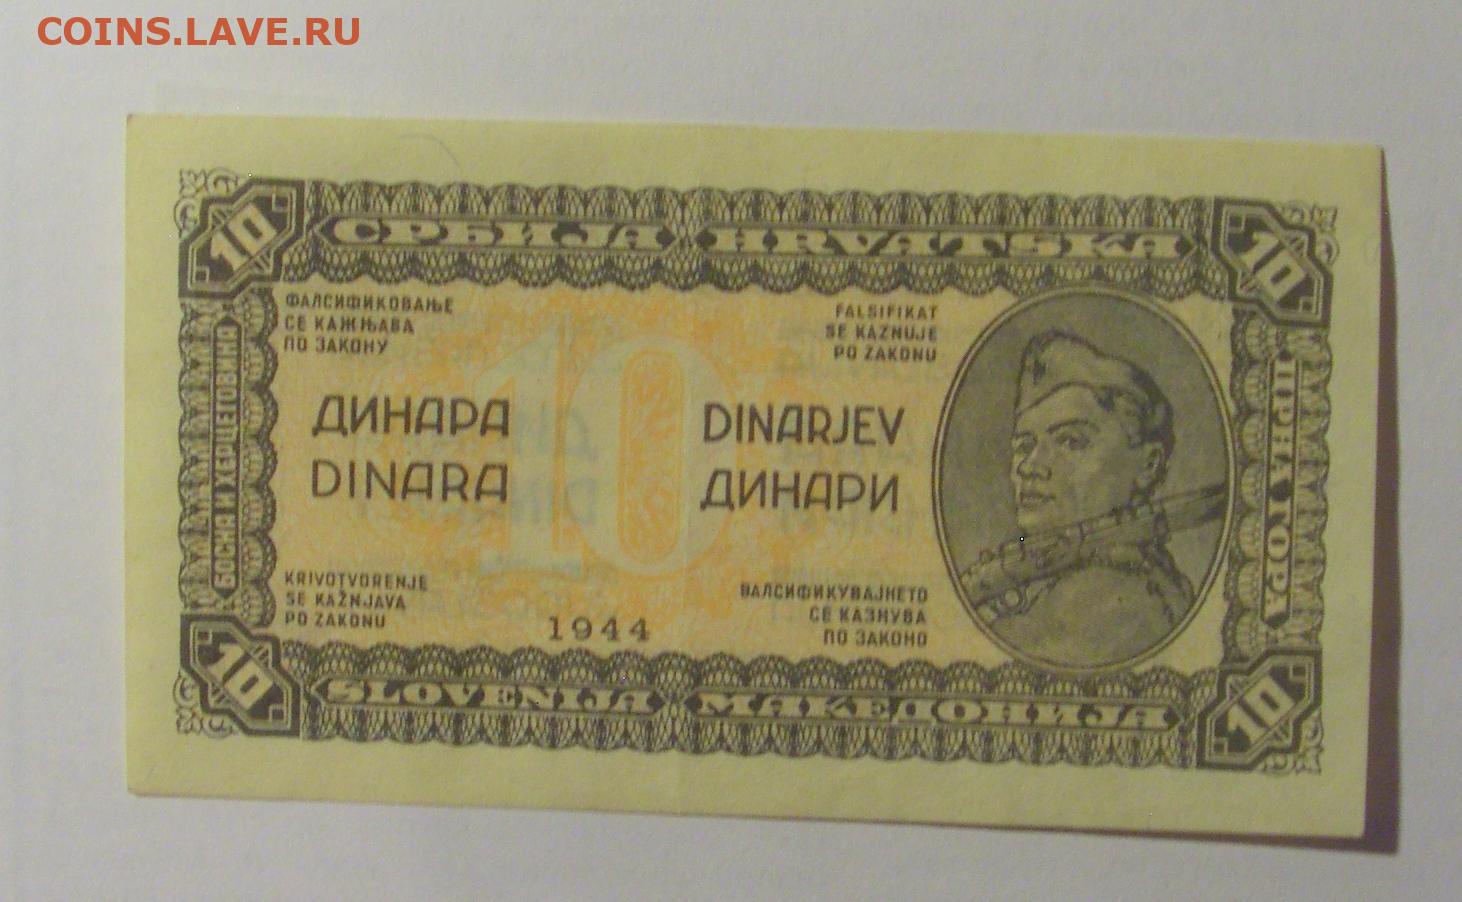 COINS.LAVE.RU
10
СРБИЈА HRVATSKA
10
ФАЛСИФИКОВАЊЕ
СЕ КАЖЊАВА
ПО ЗАКОНУ
FALSIFIKAT
SE KAZNUJE
PO ZAKONU
БОСНА И ХЕРЦЕГОВИНА
ДИНАРА
DINARA
10
DINARJEV
ДИНАРИ
ЦРНА ГОРА
KRIVOTVORENJE
SE KAŽNJAVA
PO ZAKONU
1944
ВАЛСИФИКУВАЈНЕТО
СЕ КАЗНУВА
ПО ЗАКОНО
10
SLOVENIJA МАКЕДОНИЈА
10